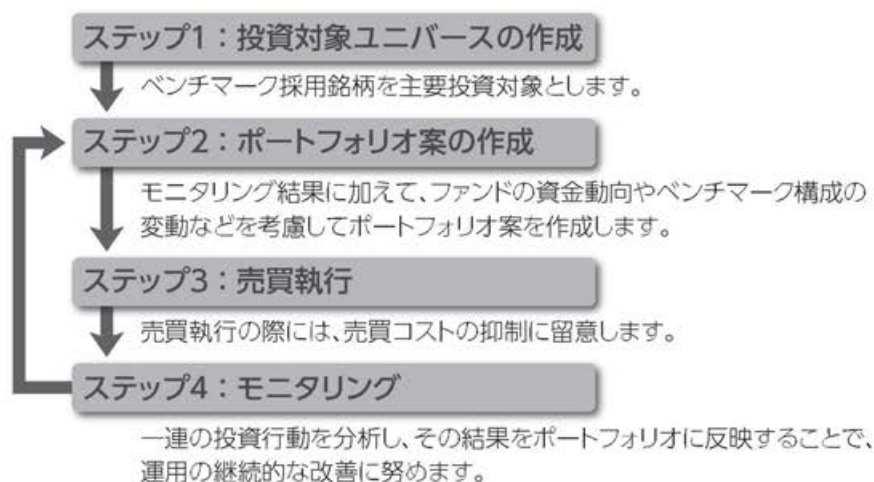 ステップ1：投資対象ユニバースの作成
ベンチマーク採用銘柄を主要投資対象とします。
ステップ2：ポートフォリオ案の作成
モニタリング結果に加えて、ファンドの資金動向やベンチマーク構成の
変動などを考慮してポートフォリオ案を作成します。
ステップ3：売買執行
売買執行の際には、売買コストの抑制に留意します。
ステップ4：モニタリング
一連の投資行動を分析し、その結果をポートフォリオに反映することで、
運用の継続的な改善に努めます。